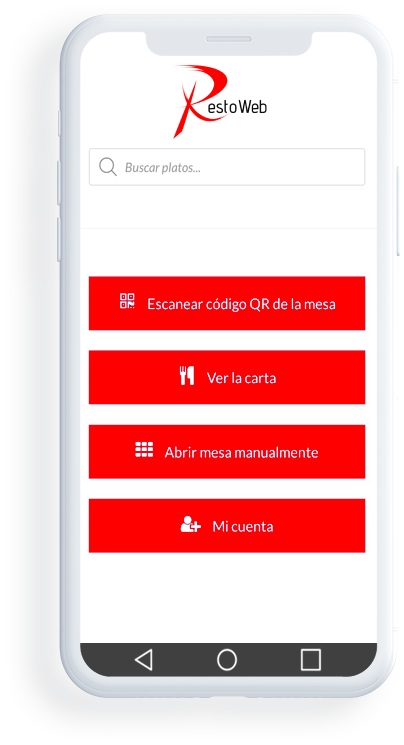 RestoWeb
Buscar platos...
Escanear código QR de la mesa
Ver la carta
Abrir mesa manualmente
Mi cuenta